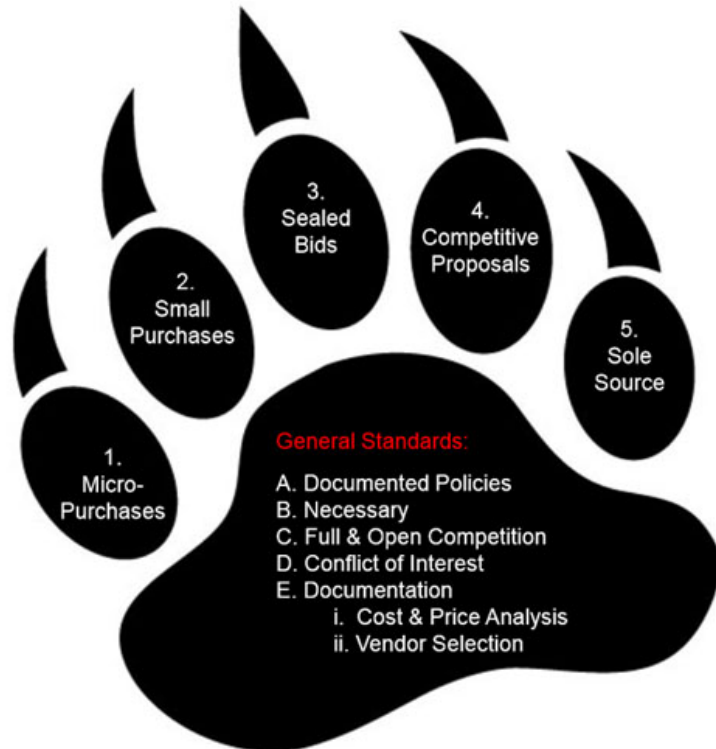 1.
Micro-
Purchases
2.
Small
Purchases
3.
Sealed
Bids
4.
Competitive
Proposals
5.
Sole
Source
General Standards:
A. Documented Policies
B. Necessary
C. Full & Open Competition
D. Conflict of Interest
E. Documentation
i. Cost & Price Analysis
ii. Vendor Selection